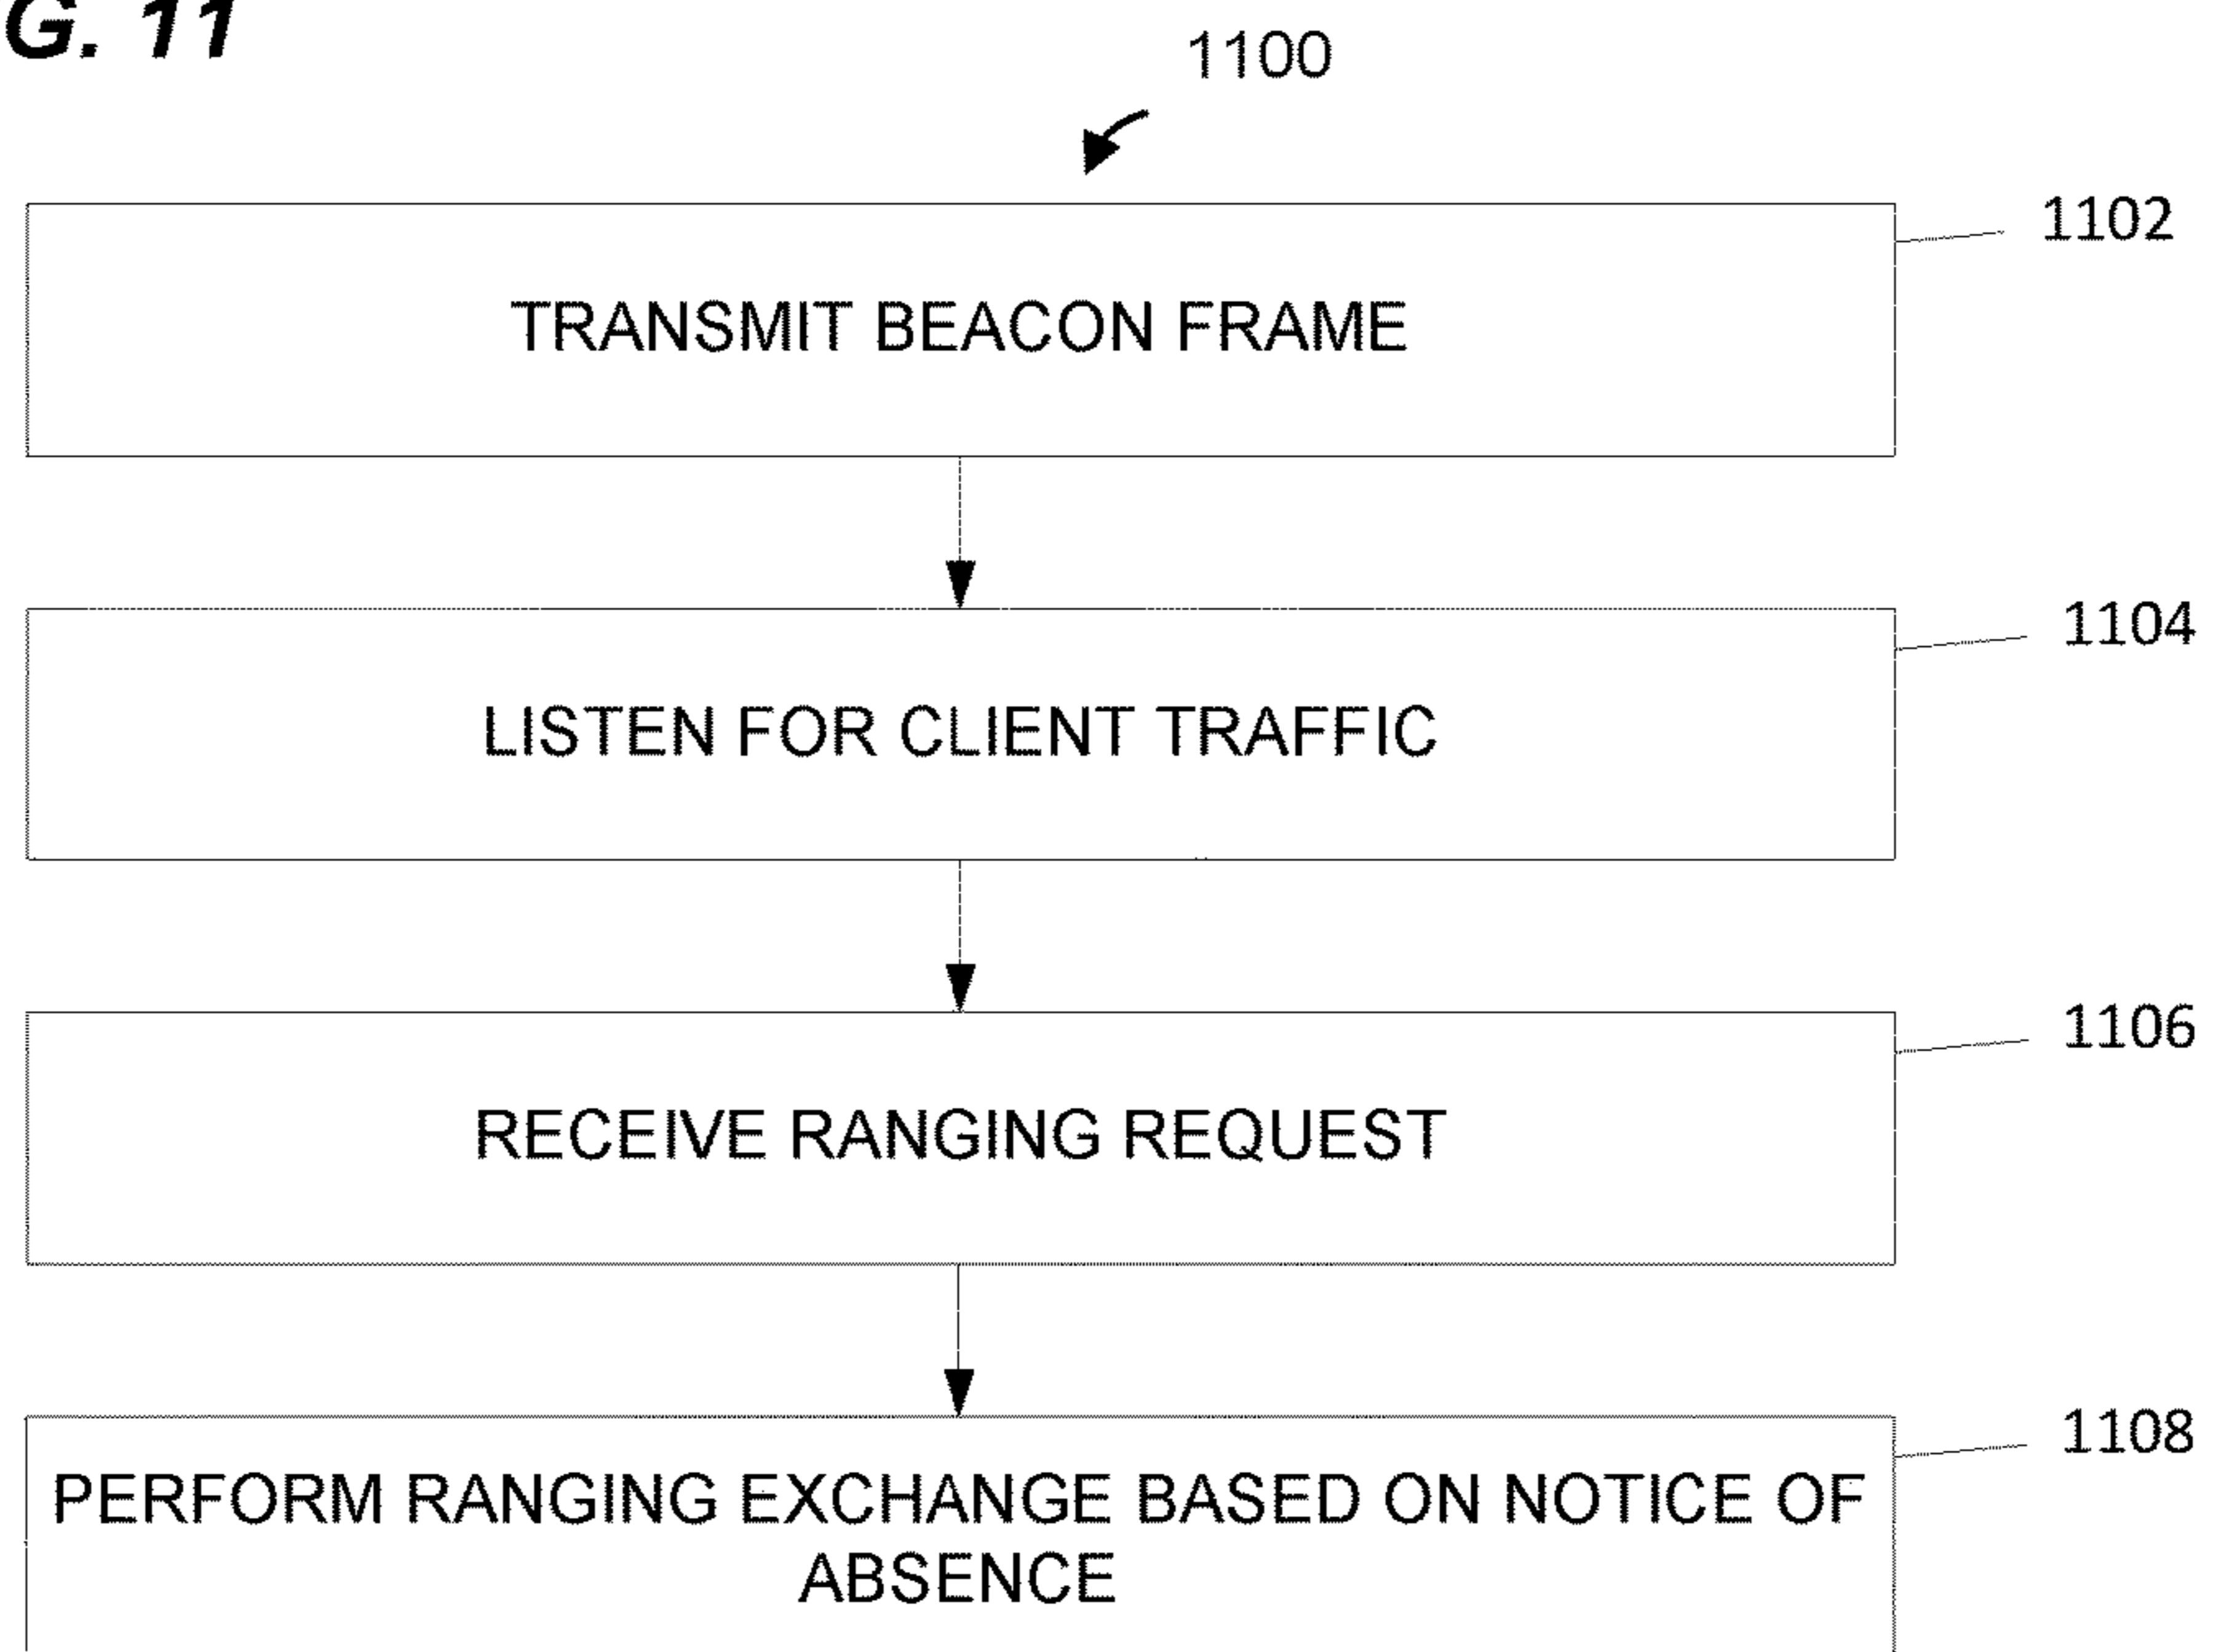 G. 11
1100
1102
TRANSMIT BEACON FRAME
1104
LISTEN FOR CLIENT TRAFFIC
1106
RECEIVE RANGING REQUEST
1108
PERFORM RANGING EXCHANGE BASED ON NOTICE OF
ABSENCE